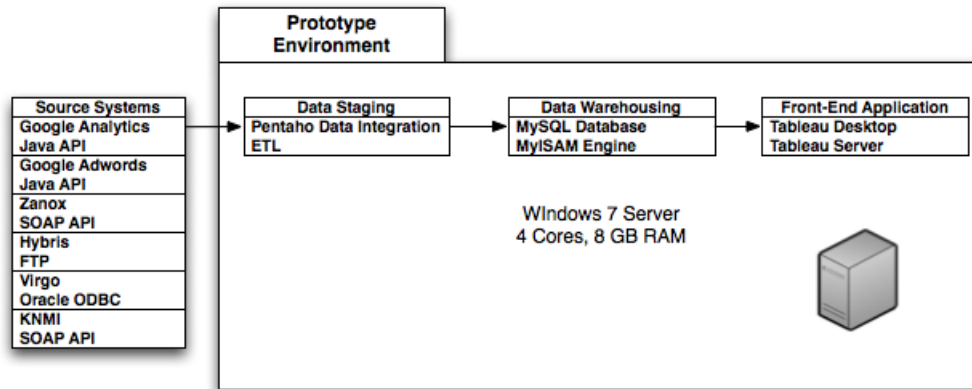 Prototype
Environment
Source Systems
Google Analytics
Java API
Google Adwords
Java API
Zanox
SOAP API
Hybris
FTP
Virgo
Oracle ODBC
KNMI
SOAP API
Data Staging
Pentaho Data Integration
ETL
Data Warehousing
MySQL Database
MyISAM Engine
Front-End Application
Tableau Desktop
Tableau Server
WIndows 7 Server
4 Cores, 8 GB RAM